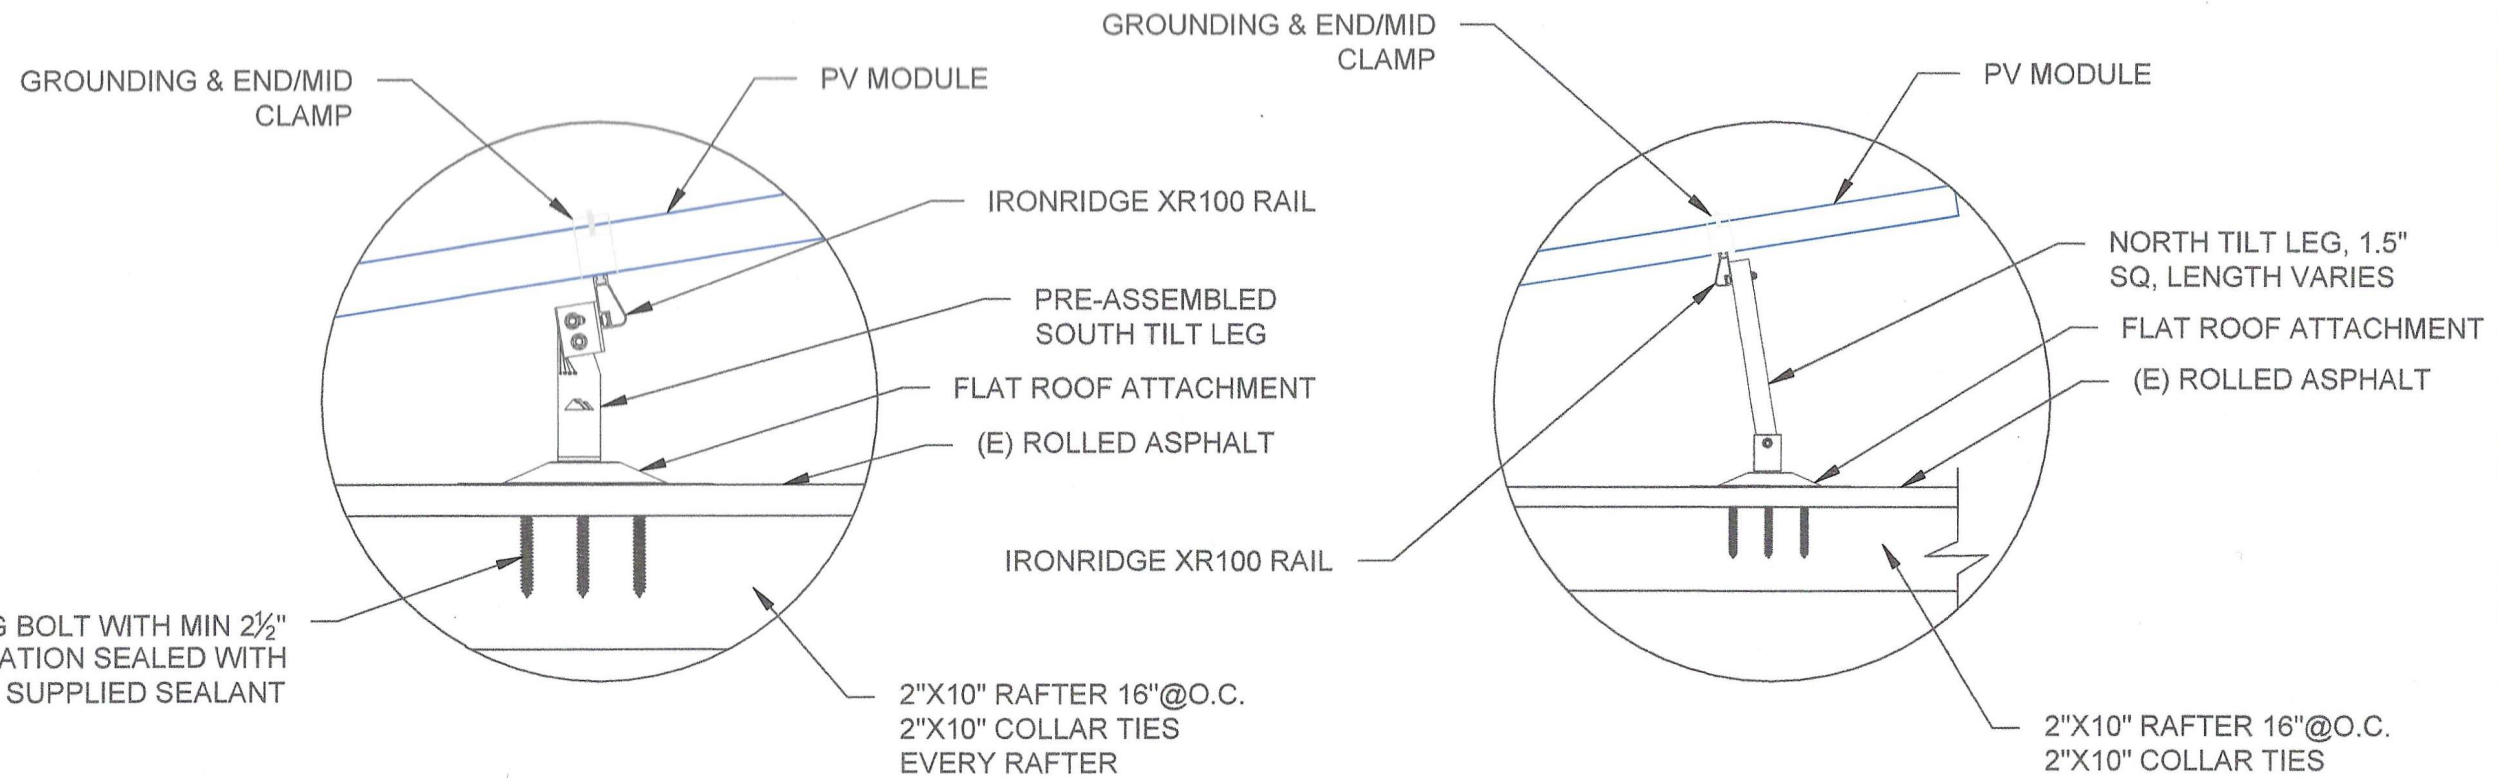 GROUNDING & END/MID
CLAMP
PV MODULE
IRONRIDGE XR100 RAIL
PRE-ASSEMBLED
SOUTH TILT LEG
FLAT ROOF ATTACHMENT
(E) ROLLED ASPHALT
BOLT WITH MIN 2½"
SEALED WITH
SUPPLIED SEALANT
2"X10" RAFTER 16"@O.C.
2"X10" COLLAR TIES
EVERY RAFTER
GROUNDING & END/MID
CLAMP
PV MODULE
NORTH TILT LEG, 1.5"
SQ, LENGTH VARIES
FLAT ROOF ATTACHMENT
(E) ROLLED ASPHALT
IRONRIDGE XR100 RAIL
2"X10" RAFTER 16"@O.C.
2"X10" COLLAR TIES